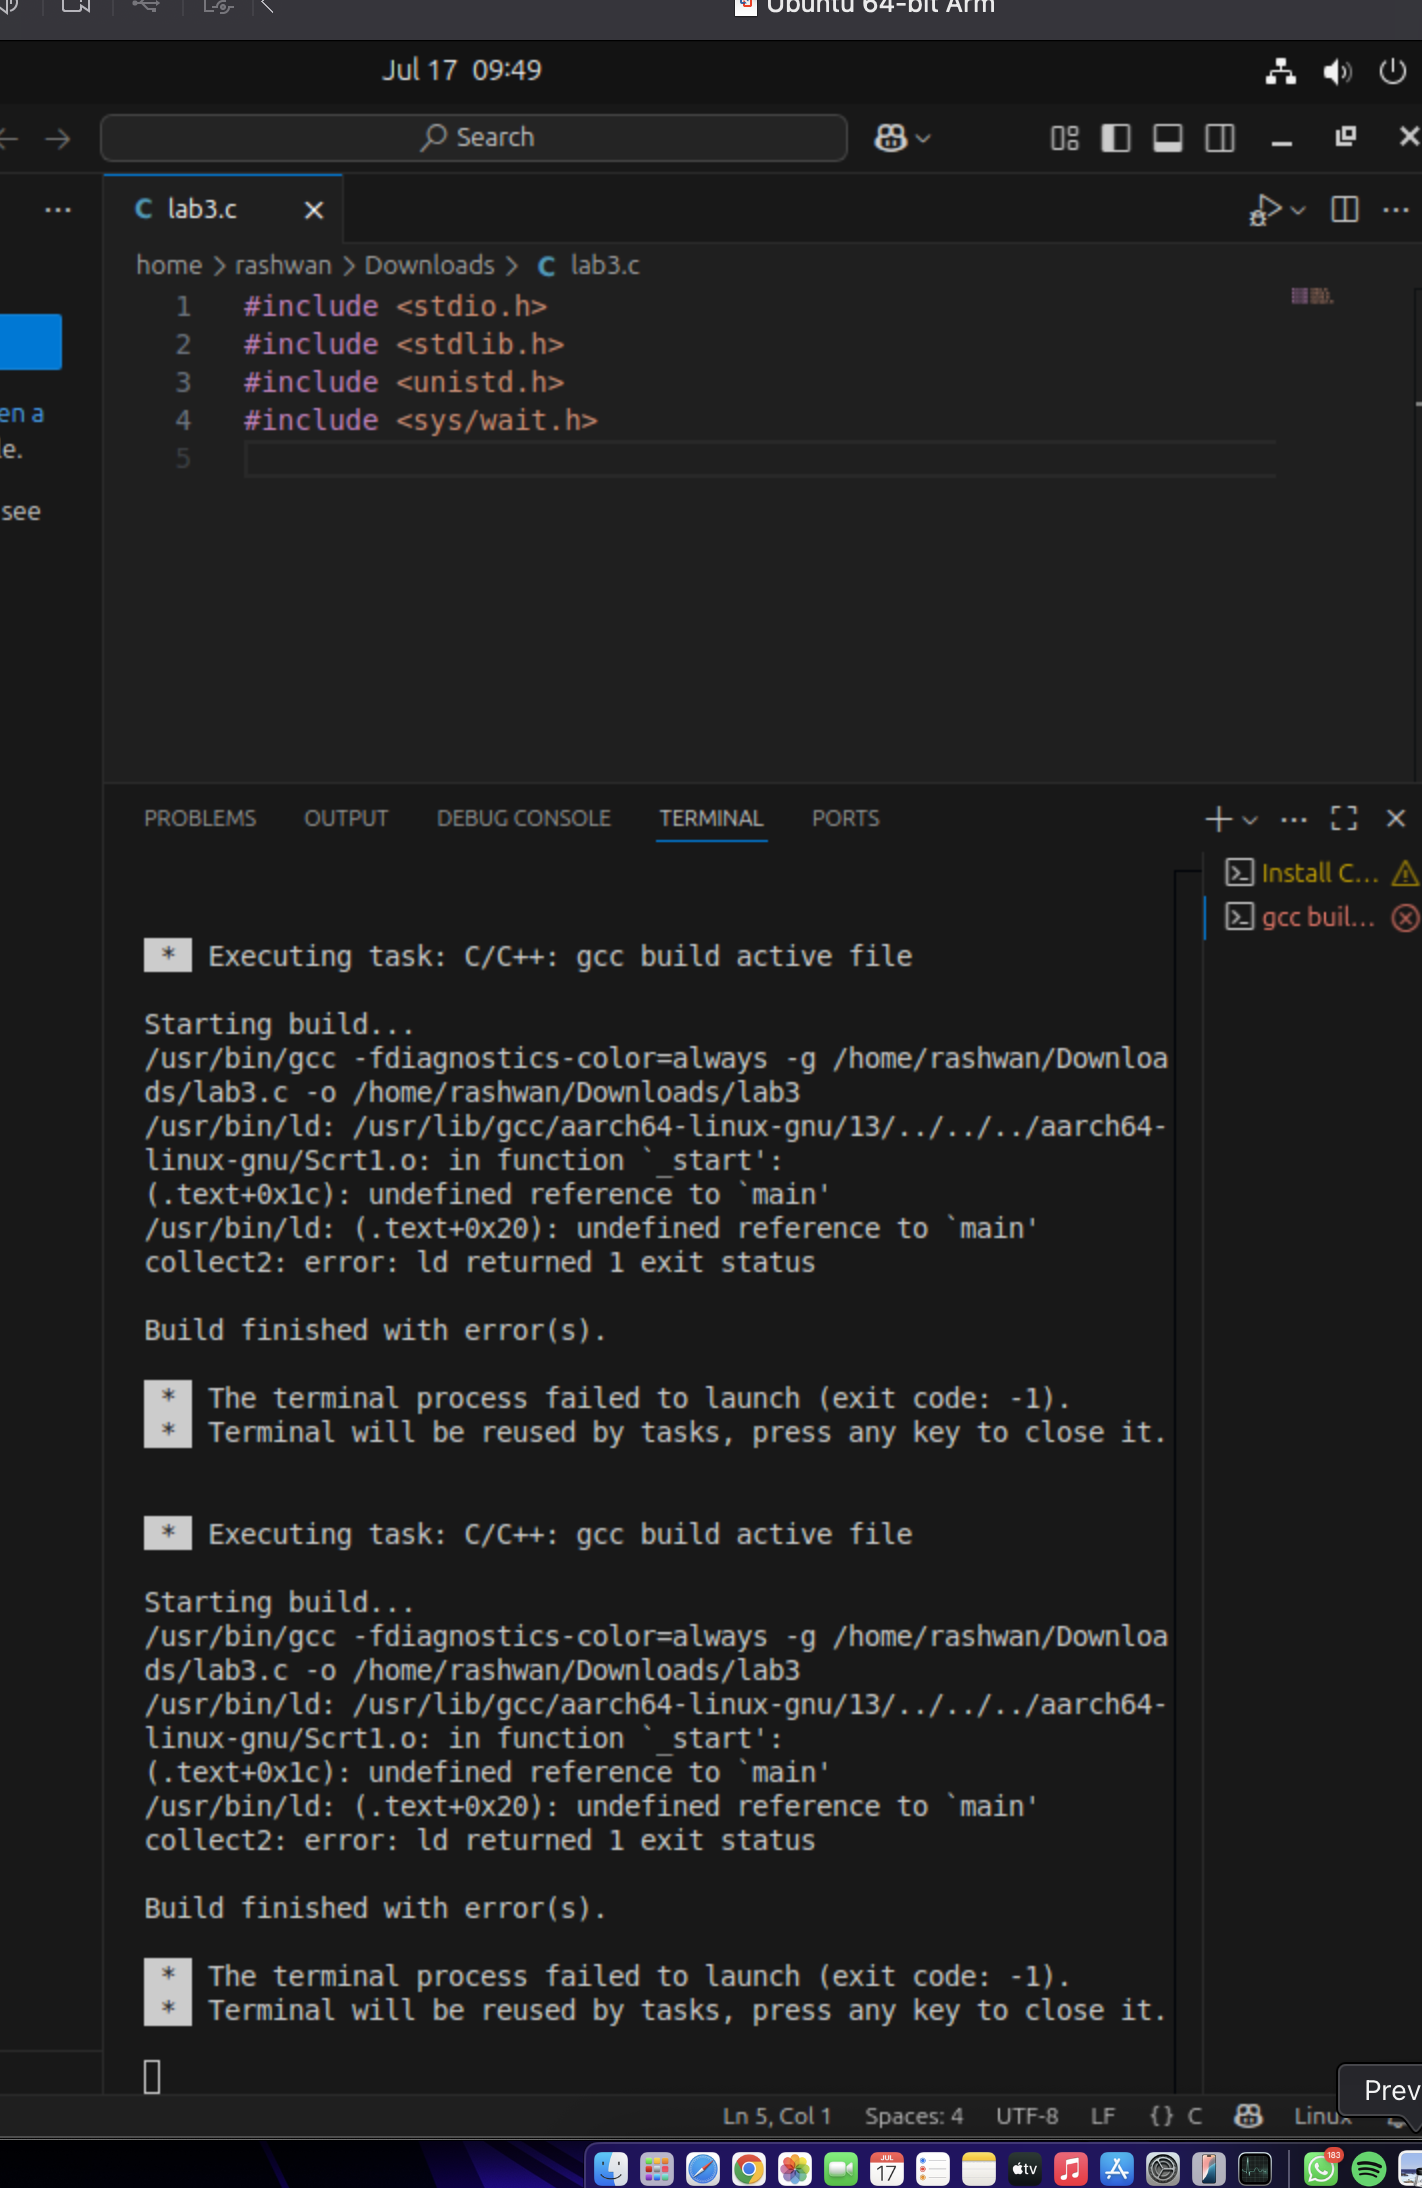 Ubuntu 64-bit Arm
Jul 17 09:49
Search
lab3.c
home > rashwan > Downloads > C lab3.c
1 #include <stdio.h>
2 #include <stdlib.h>
3 #include <unistd.h>
4 #include <sys/wait.h>
5
en a
le.
see
PROBLEMS OUTPUT DEBUG CONSOLE TERMINAL PORTS
Install C...
gcc buil...
* Executing task: C/C++: gcc build active file
Starting build...
/usr/bin/gcc -fdiagnostics-color=always -g /home/rashwan/Downloa
ds/lab3.c -o /home/rashwan/Downloads/lab3
/usr/bin/ld: /usr/lib/gcc/aarch64-linux-gnu/13/../../../aarch64-
linux-gnu/Scrt1.o: in function `_start':
(.text+0x1c): undefined reference to `main'
/usr/bin/ld: (.text+0x20): undefined reference to `main'
collect2: error: ld returned 1 exit status
Build finished with error(s).
* The terminal process failed to launch (exit code: -1).
* Terminal will be reused by tasks, press any key to close it.
* Executing task: C/C++: gcc build active file
Starting build...
/usr/bin/gcc -fdiagnostics-color=always -g /home/rashwan/Downloa
ds/lab3.c -o /home/rashwan/Downloads/lab3
/usr/bin/ld: /usr/lib/gcc/aarch64-linux-gnu/13/../../../aarch64-
linux-gnu/Scrt1.o: in function `_start':
(.text+0x1c): undefined reference to `main'
/usr/bin/ld: (.text+0x20): undefined reference to `main'
collect2: error: ld returned 1 exit status
Build finished with error(s).
* The terminal process failed to launch (exit code: -1).
* Terminal will be reused by tasks, press any key to close it.
Prev
Ln 5, Col 1 Spaces: 4 UTF-8 LF {} C Linux
JUL
17
tv
183